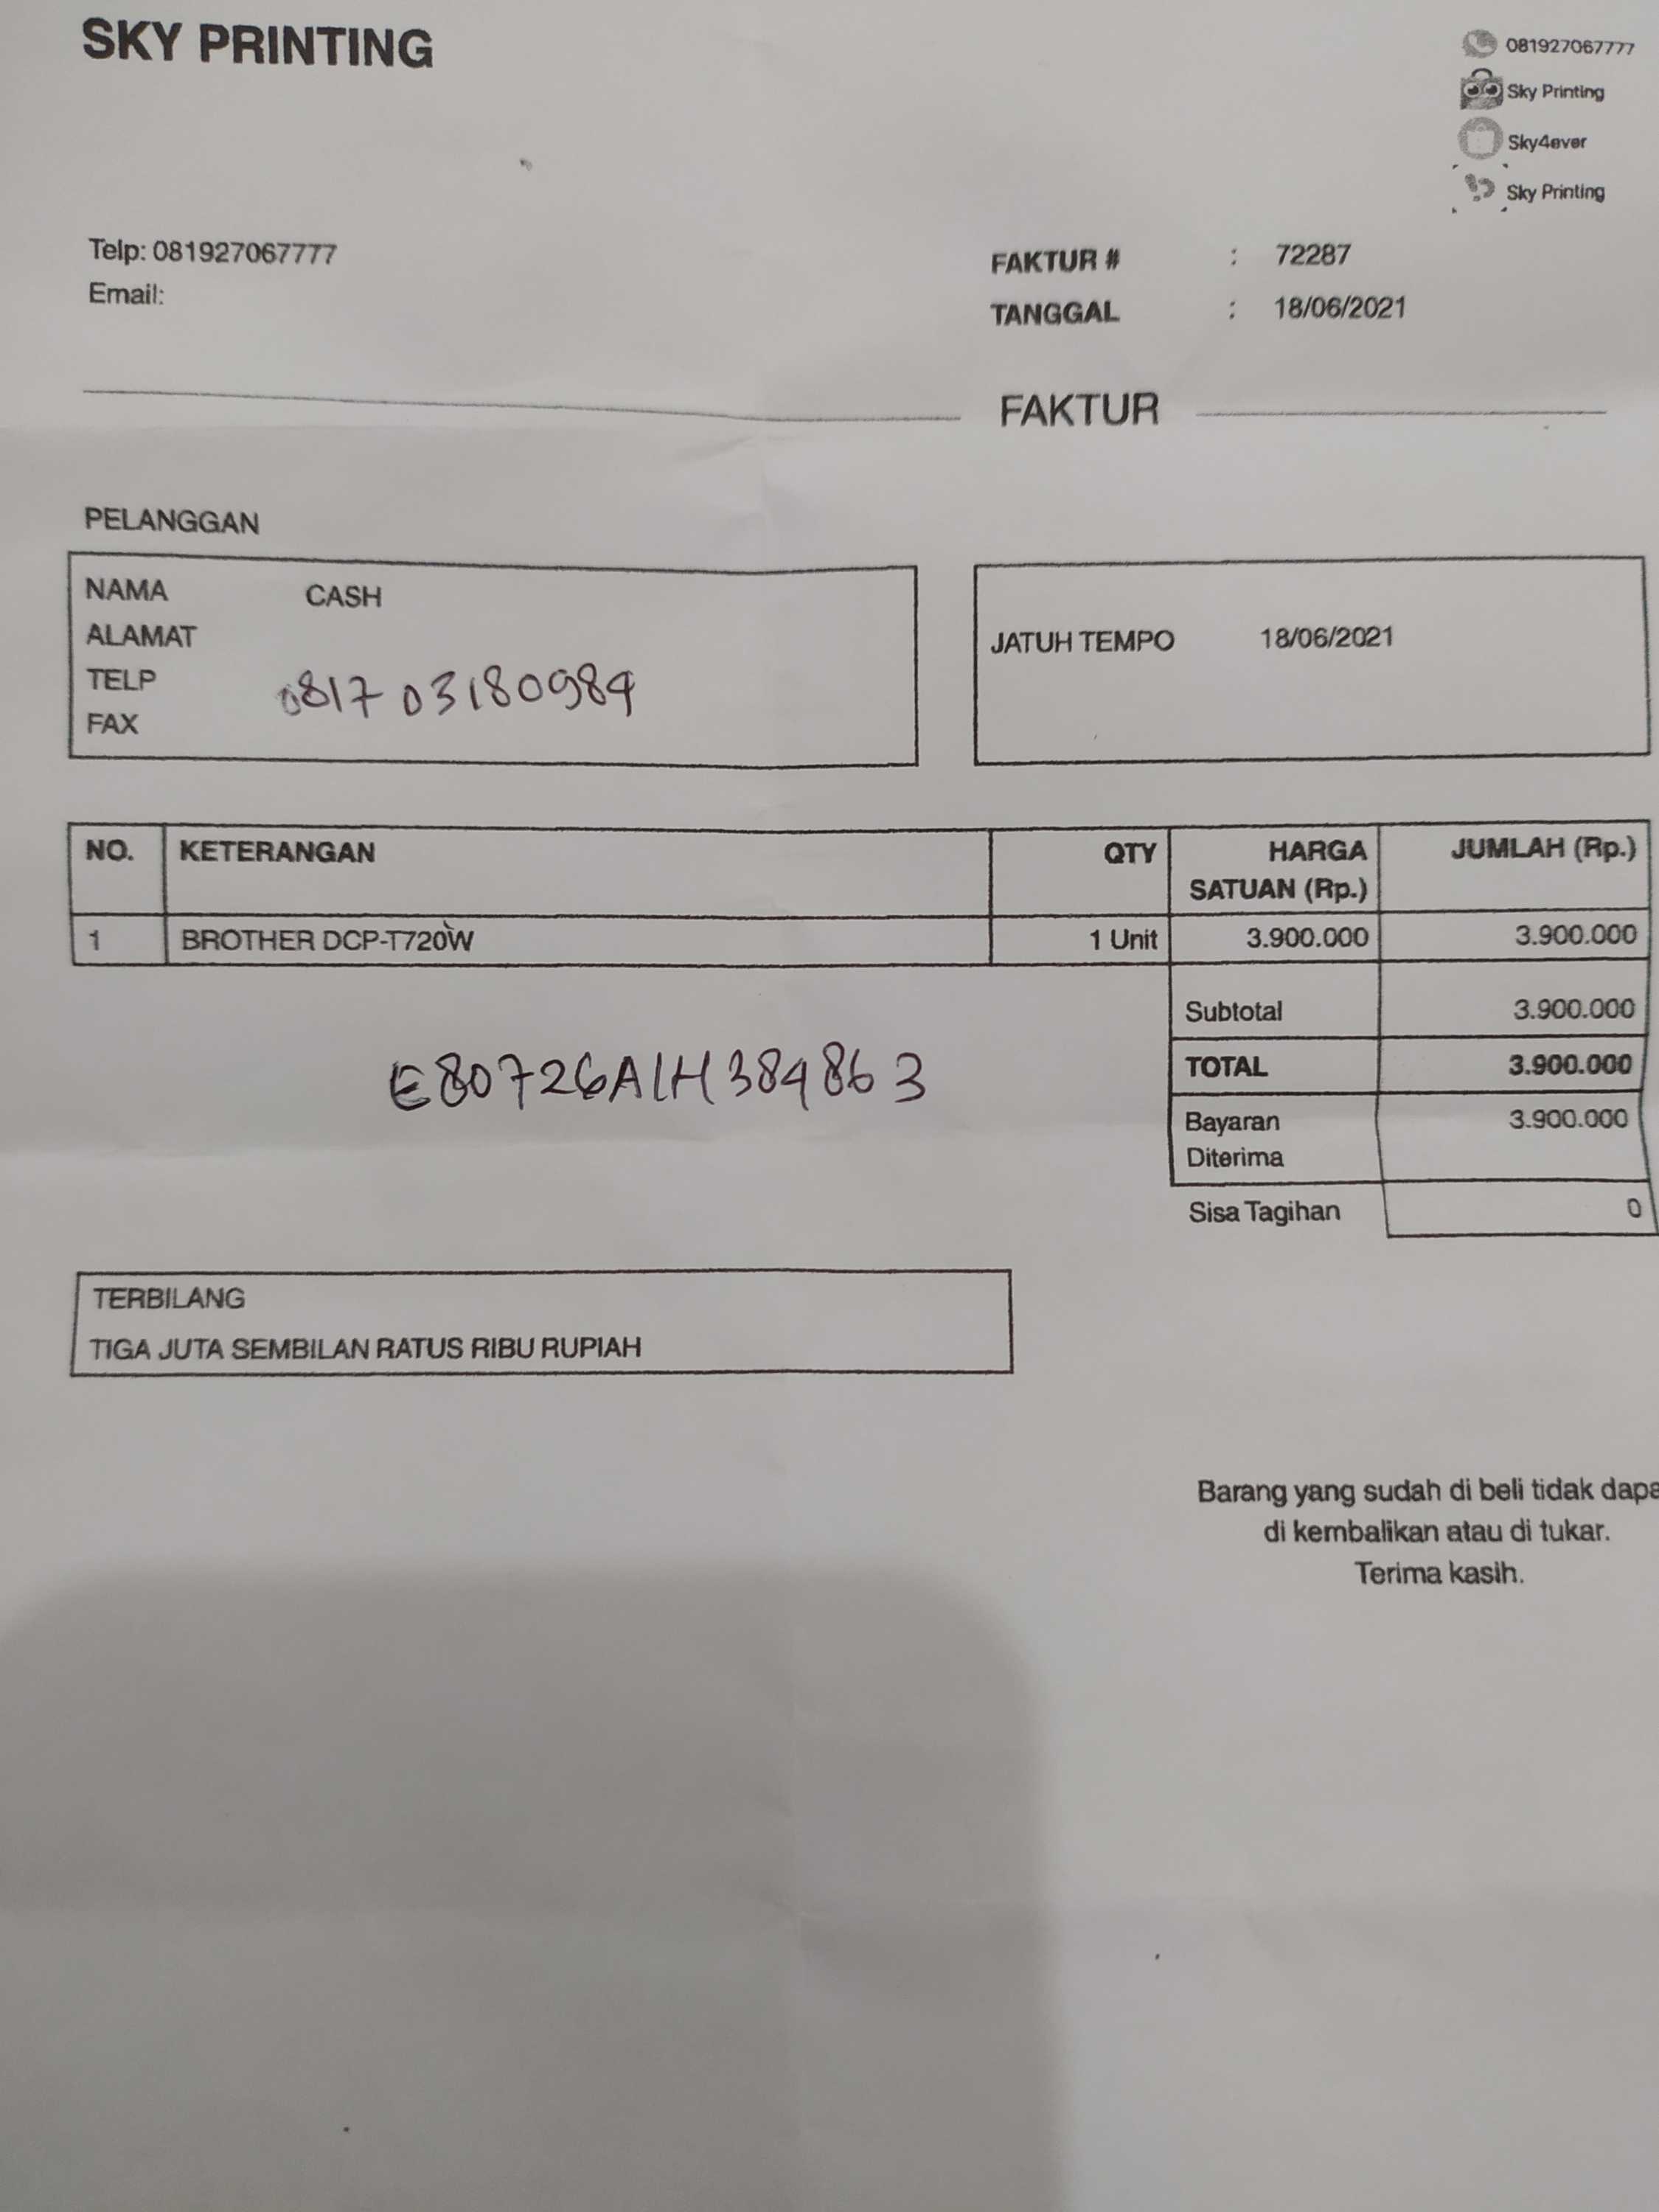 SKY PRINTING
081927067777
Sky Printing
Sky4ever
Sky Printing
Telp: 081927067777
Email:
FAKTUR # : 72287
TANGGAL : 18/06/2021
FAKTUR
PELANGGAN
NAMA CASH
ALAMAT
TELP 081703180984
FAX
JATUH TEMPO 18/06/2021
NO. KETERANGAN QTY HARGA SATUAN (Rp.) JUMLAH (Rp.)
1 BROTHER DCP-T720W 1 Unit 3.900.000 3.900.000
Subtotal 3.900.000
TOTAL 3.900.000
Bayaran Diterima 3.900.000
Sisa Tagihan 0
E80726A1H384863
TERBILANG
TIGA JUTA SEMBILAN RATUS RIBU RUPIAH
Barang yang sudah di beli tidak dapa
di kembalikan atau di tukar.
Terima kasih.